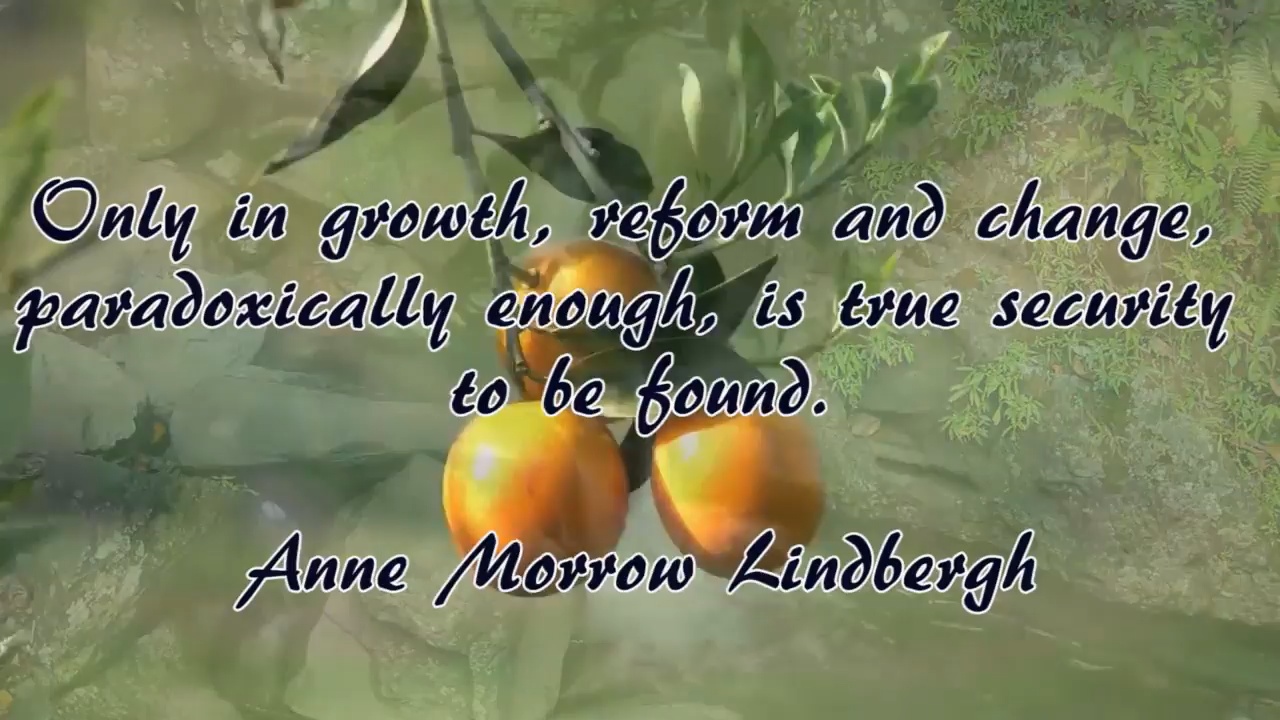 Only in growth, reform and change,
paradoxically enough, is true security
to be found.
Anne Morrow Lindbergh